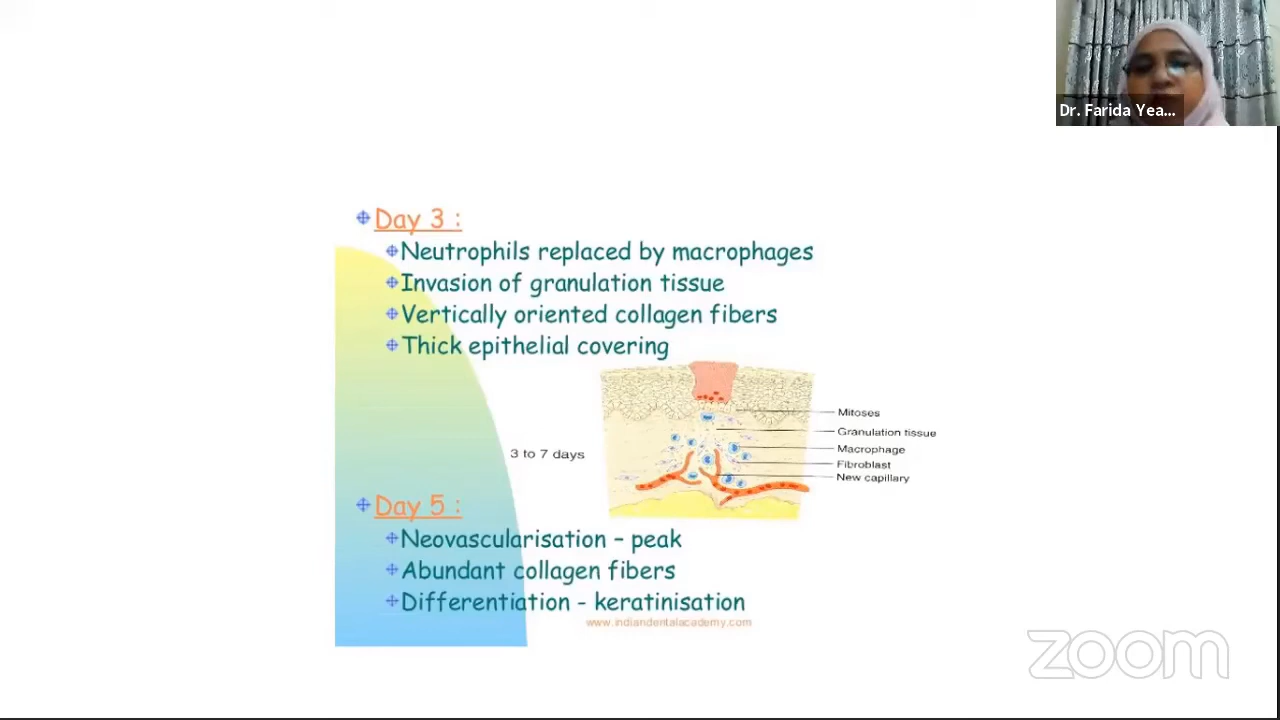 Dr. Farida Yea...
Day 3 :
Neutrophils replaced by macrophages
Invasion of granulation tissue
Vertically oriented collagen fibers
Thick epithelial covering
Mitoses
Granulation tissue
Macrophage
3 to 7 days
Fibroblast
New capillary
Day 5 :
Neovascularisation – peak
Abundant collagen fibers
Differentiation - keratinisation
www.indiandentalacademy.com
zoom